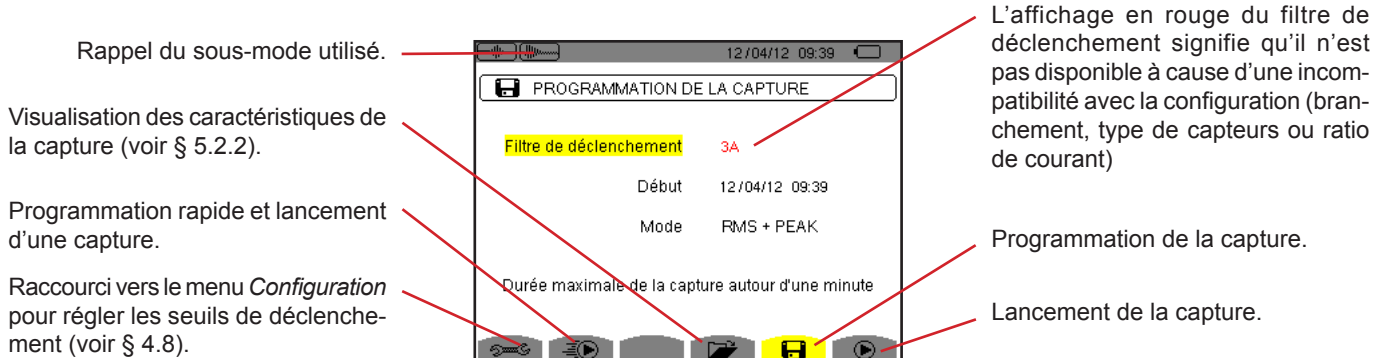 Rappel du sous-mode utilisé.
Visualisation des caractéristiques de
la capture (voir § 5.2.2).
Programmation rapide et lancement
d'une capture.
Raccourci vers le menu Configuration
pour régler les seuils de déclenche-
ment (voir § 4.8).
12/04/12 09:39
PROGRAMMATION DE LA CAPTURE
Filtre de déclenchement 3A
Début 12/04/12 09:39
Mode RMS + PEAK
Durée maximale de la capture autour d'une minute
L'affichage en rouge du filtre de
déclenchement signifie qu'il n'est
pas disponible à cause d'une incom-
patibilité avec la configuration (bran-
chement, type de capteurs ou ratio
de courant)
Programmation de la capture.
Lancement de la capture.